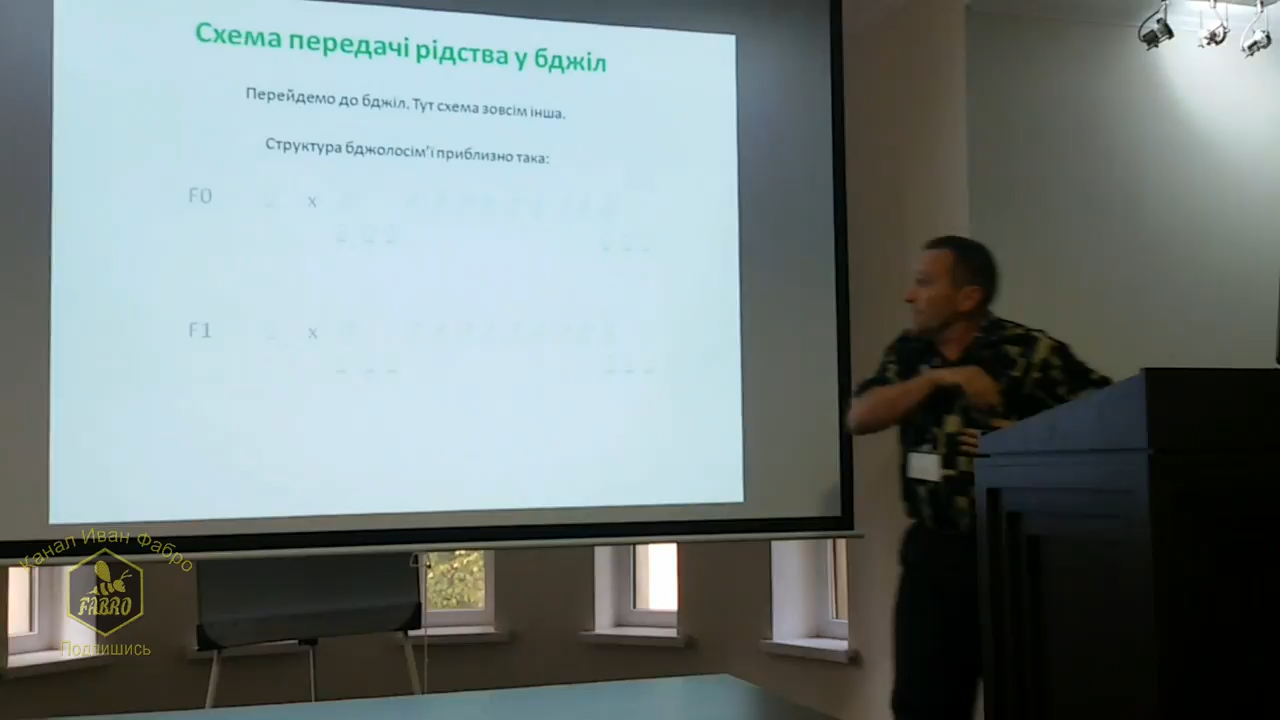 Схема передачі рідства у бджіл
Перейдемо до бджіл. Тут схема зовсім інша.
Структура бджолосім'ї приблизно така:
F0 x
F1 x
Канал Иван Фабро
FABRO
Подпишись